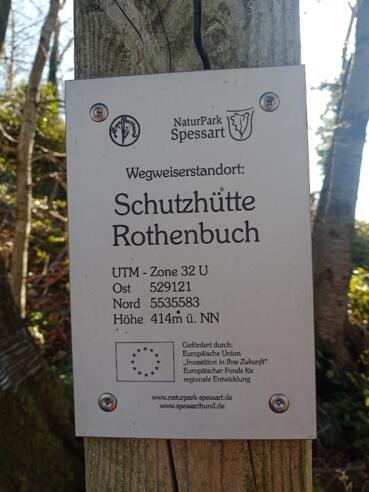 NaturPark
Spessart
Wegweiserstandort:
Schutzhütte
Rothenbuch
UTM - Zone 32 U
Ost 529121
Nord 5535583
Höhe 414m ü. NN
Gefördert durch:
Europäische Union
„Investition in Ihre Zukunft“
Europäischer Fonds für
regionale Entwicklung
www.naturpark-spessart.de
www.spessartbund.de